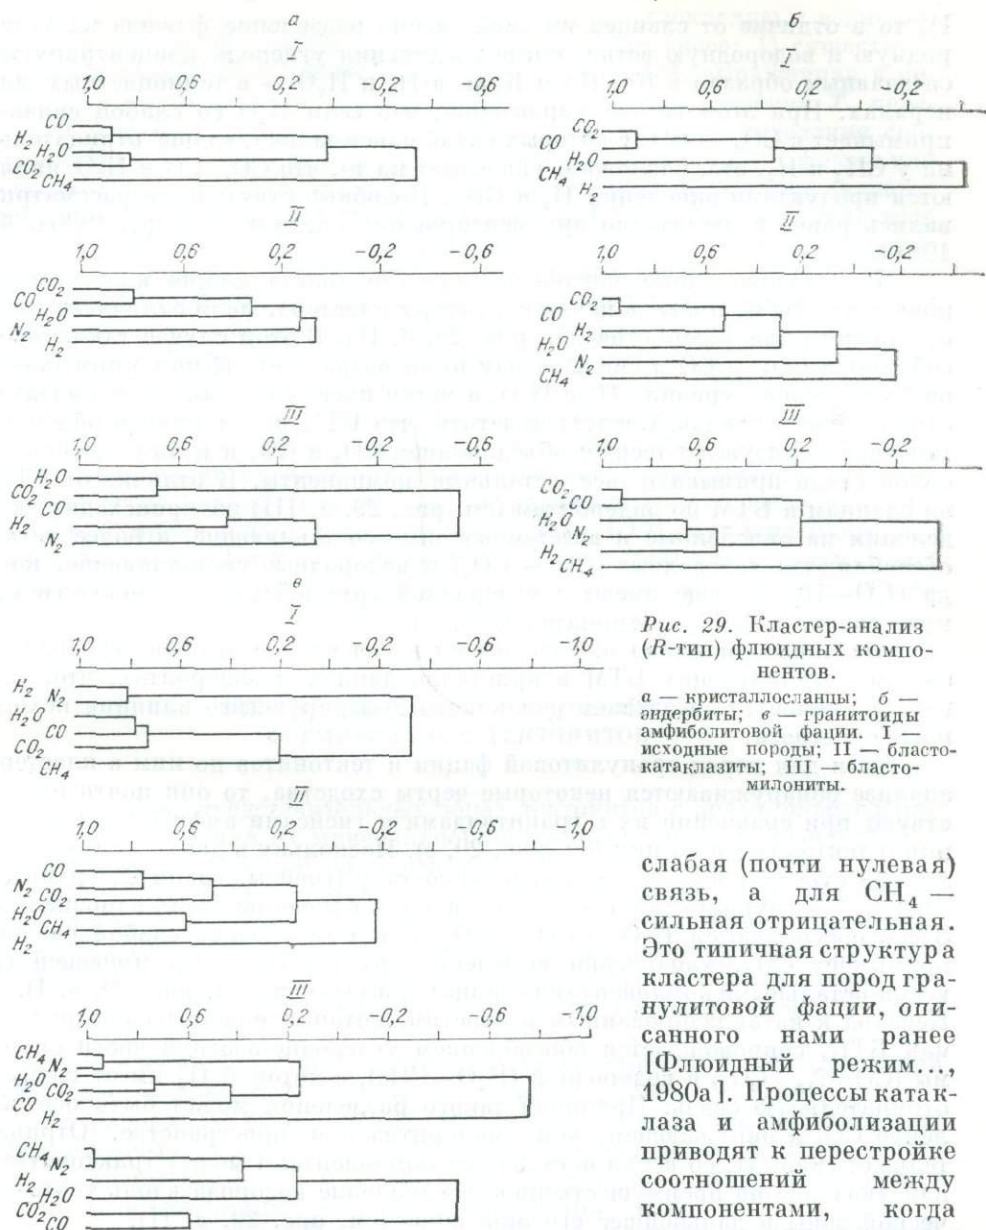 а
б
I
I
1,0 0,6 0,2 −0,2 −0,6
1,0 0,6 0,2 −0,2
CO
H₂
H₂O
CO₂
CH₄
CO₂
CO
H₂O
CH₄
H₂
II
II
1,0 0,6 0,2 −0,2 −0,6
1,0 0,6 0,2 −0,2
CO₂
CO
H₂O
N₂
H₂
CO₂
CO
H₂
H₂O
N₂
CH₄
III
III
1,0 0,6 0,2 −0,2 −0,6
1,0 0,6 0,2 −0,2
H₂O
CO₂
CO
H₂
N₂
CO₂
CO
H₂O
N₂
H₂
CH₄
в
I
1,0 0,6 0,2 −0,2 −0,6 −1,0
H₂
N₂
H₂O
CO
CO₂
CH₄
II
1,0 0,6 0,2 −0,2 −0,6 −1,0
CO
N₂
CO₂
H₂O
CH₄
H₂
III
1,0 0,6 0,2 −0,2 −0,6 −1,0
CH₄
N₂
H₂O
CO₂
CO
H₂
CH₄
N₂
H₂
H₂O
CO₂
CO
Рис. 29. Кластер-анализ
(R-тип) флюидных компо-
нентов.
а — кристаллосланцы; б —
эндербиты; в — гранитоиды
амфиболитовой фации. I —
исходные породы; II — бласто-
катаклазиты; III — бласто-
милониты.
слабая (почти нулевая)
связь, а для CH₄ —
сильная отрицательная.
Это типичная структура
кластера для пород гра-
нулитовой фации, опи-
санного нами ранее
[Флюидный режим...,
1980а]. Процессы катак-
лаза и амфиболизации
приводят к перестройке
соотношений между
компонентами, когда